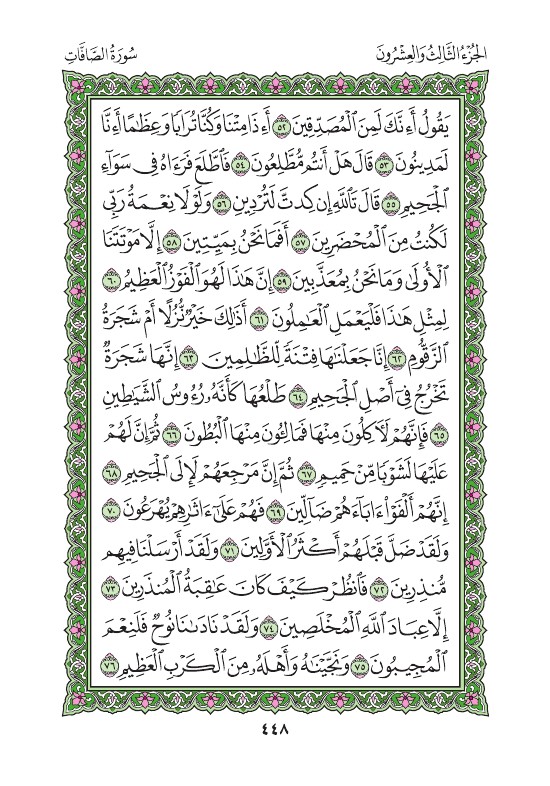 الجُزْءُ الثَّالِثُ وَالعِشْرُونَ
سُورَةُ الصَّافَّاتِ
يَقُولُ أَءِنَّكَ لَمِنَ ٱلْمُصَدِّقِينَ ٥٢ أَءِذَا مِتْنَا وَكُنَّا تُرَابًا وَعِظَٰمًا أَءِنَّا
لَمَدِينُونَ ٥٣ قَالَ هَلْ أَنتُم مُّطَّلِعُونَ ٥٤ فَٱطَّلَعَ فَرَءَاهُ فِى سَوَآءِ
ٱلْجَحِيمِ ٥٥ قَالَ تَٱللَّهِ إِن كِدتَّ لَتُرْدِينِ ٥٦ وَلَوْلَا نِعْمَةُ رَبِّى
لَكُنتُ مِنَ ٱلْمُحْضَرِينَ ٥٧ أَفَمَا نَحْنُ بِمَيِّتِينَ ٥٨ إِلَّا مَوْتَتَنَا
ٱلْأُولَىٰ وَمَا نَحْنُ بِمُعَذَّبِينَ ٥٩ إِنَّ هَٰذَا لَهُوَ ٱلْفَوْزُ ٱلْعَظِيمُ ٦٠
لِمِثْلِ هَٰذَا فَلْيَعْمَلِ ٱلْعَٰمِلُونَ ٦١ أَذَٰلِكَ خَيْرٌ نُّزُلًا أَمْ شَجَرَةُ
ٱلزَّقُّومِ ٦٢ إِنَّا جَعَلْنَٰهَا فِتْنَةً لِّلظَّٰلِمِينَ ٦٣ إِنَّهَا شَجَرَةٌ
تَخْرُجُ فِىٓ أَصْلِ ٱلْجَحِيمِ ٦٤ طَلْعُهَا كَأَنَّهُۥ رُءُوسُ ٱلشَّيَٰطِينِ
٦٥ فَإِنَّهُمْ لَءَاكِلُونَ مِنْهَا فَمَالِـُٔونَ مِنْهَا ٱلْبُطُونَ ٦٦ ثُمَّ إِنَّ لَهُمْ
عَلَيْهَا لَشَوْبًا مِّنْ حَمِيمٍ ٦٧ ثُمَّ إِنَّ مَرْجِعَهُمْ لَإِلَى ٱلْجَحِيمِ ٦٨
إِنَّهُمْ أَلْفَوْا۟ ءَابَآءَهُمْ ضَآلِّينَ ٦٩ فَهُمْ عَلَىٰٓ ءَاثَٰرِهِمْ يُهْرَعُونَ ٧٠
وَلَقَدْ ضَلَّ قَبْلَهُمْ أَكْثَرُ ٱلْأَوَّلِينَ ٧١ وَلَقَدْ أَرْسَلْنَا فِيهِم
مُّنذِرِينَ ٧٢ فَٱنظُرْ كَيْفَ كَانَ عَٰقِبَةُ ٱلْمُنذَرِينَ ٧٣
إِلَّا عِبَادَ ٱللَّهِ ٱلْمُخْلَصِينَ ٧٤ وَلَقَدْ نَادَىٰنَا نُوحٌ فَلَنِعْمَ
ٱلْمُجِيبُونَ ٧٥ وَنَجَّيْنَٰهُ وَأَهْلَهُۥ مِنَ ٱلْكَرْبِ ٱلْعَظِيمِ ٧٦
٤٤٨